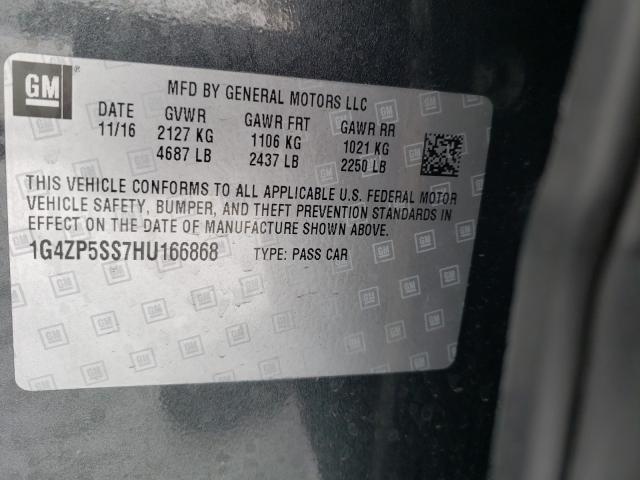 GM
MFD BY GENERAL MOTORS LLC
DATE GVWR GAWR FRT GAWR RR
11/16 2127 KG 1106 KG 1021 KG
4687 LB 2437 LB 2250 LB
THIS VEHICLE CONFORMS TO ALL APPLICABLE U.S. FEDERAL MOTOR
VEHICLE SAFETY, BUMPER, AND THEFT PREVENTION STANDARDS IN
EFFECT ON THE DATE OF MANUFACTURE SHOWN ABOVE.
1G4ZP5SS7HU166868 TYPE: PASS CAR